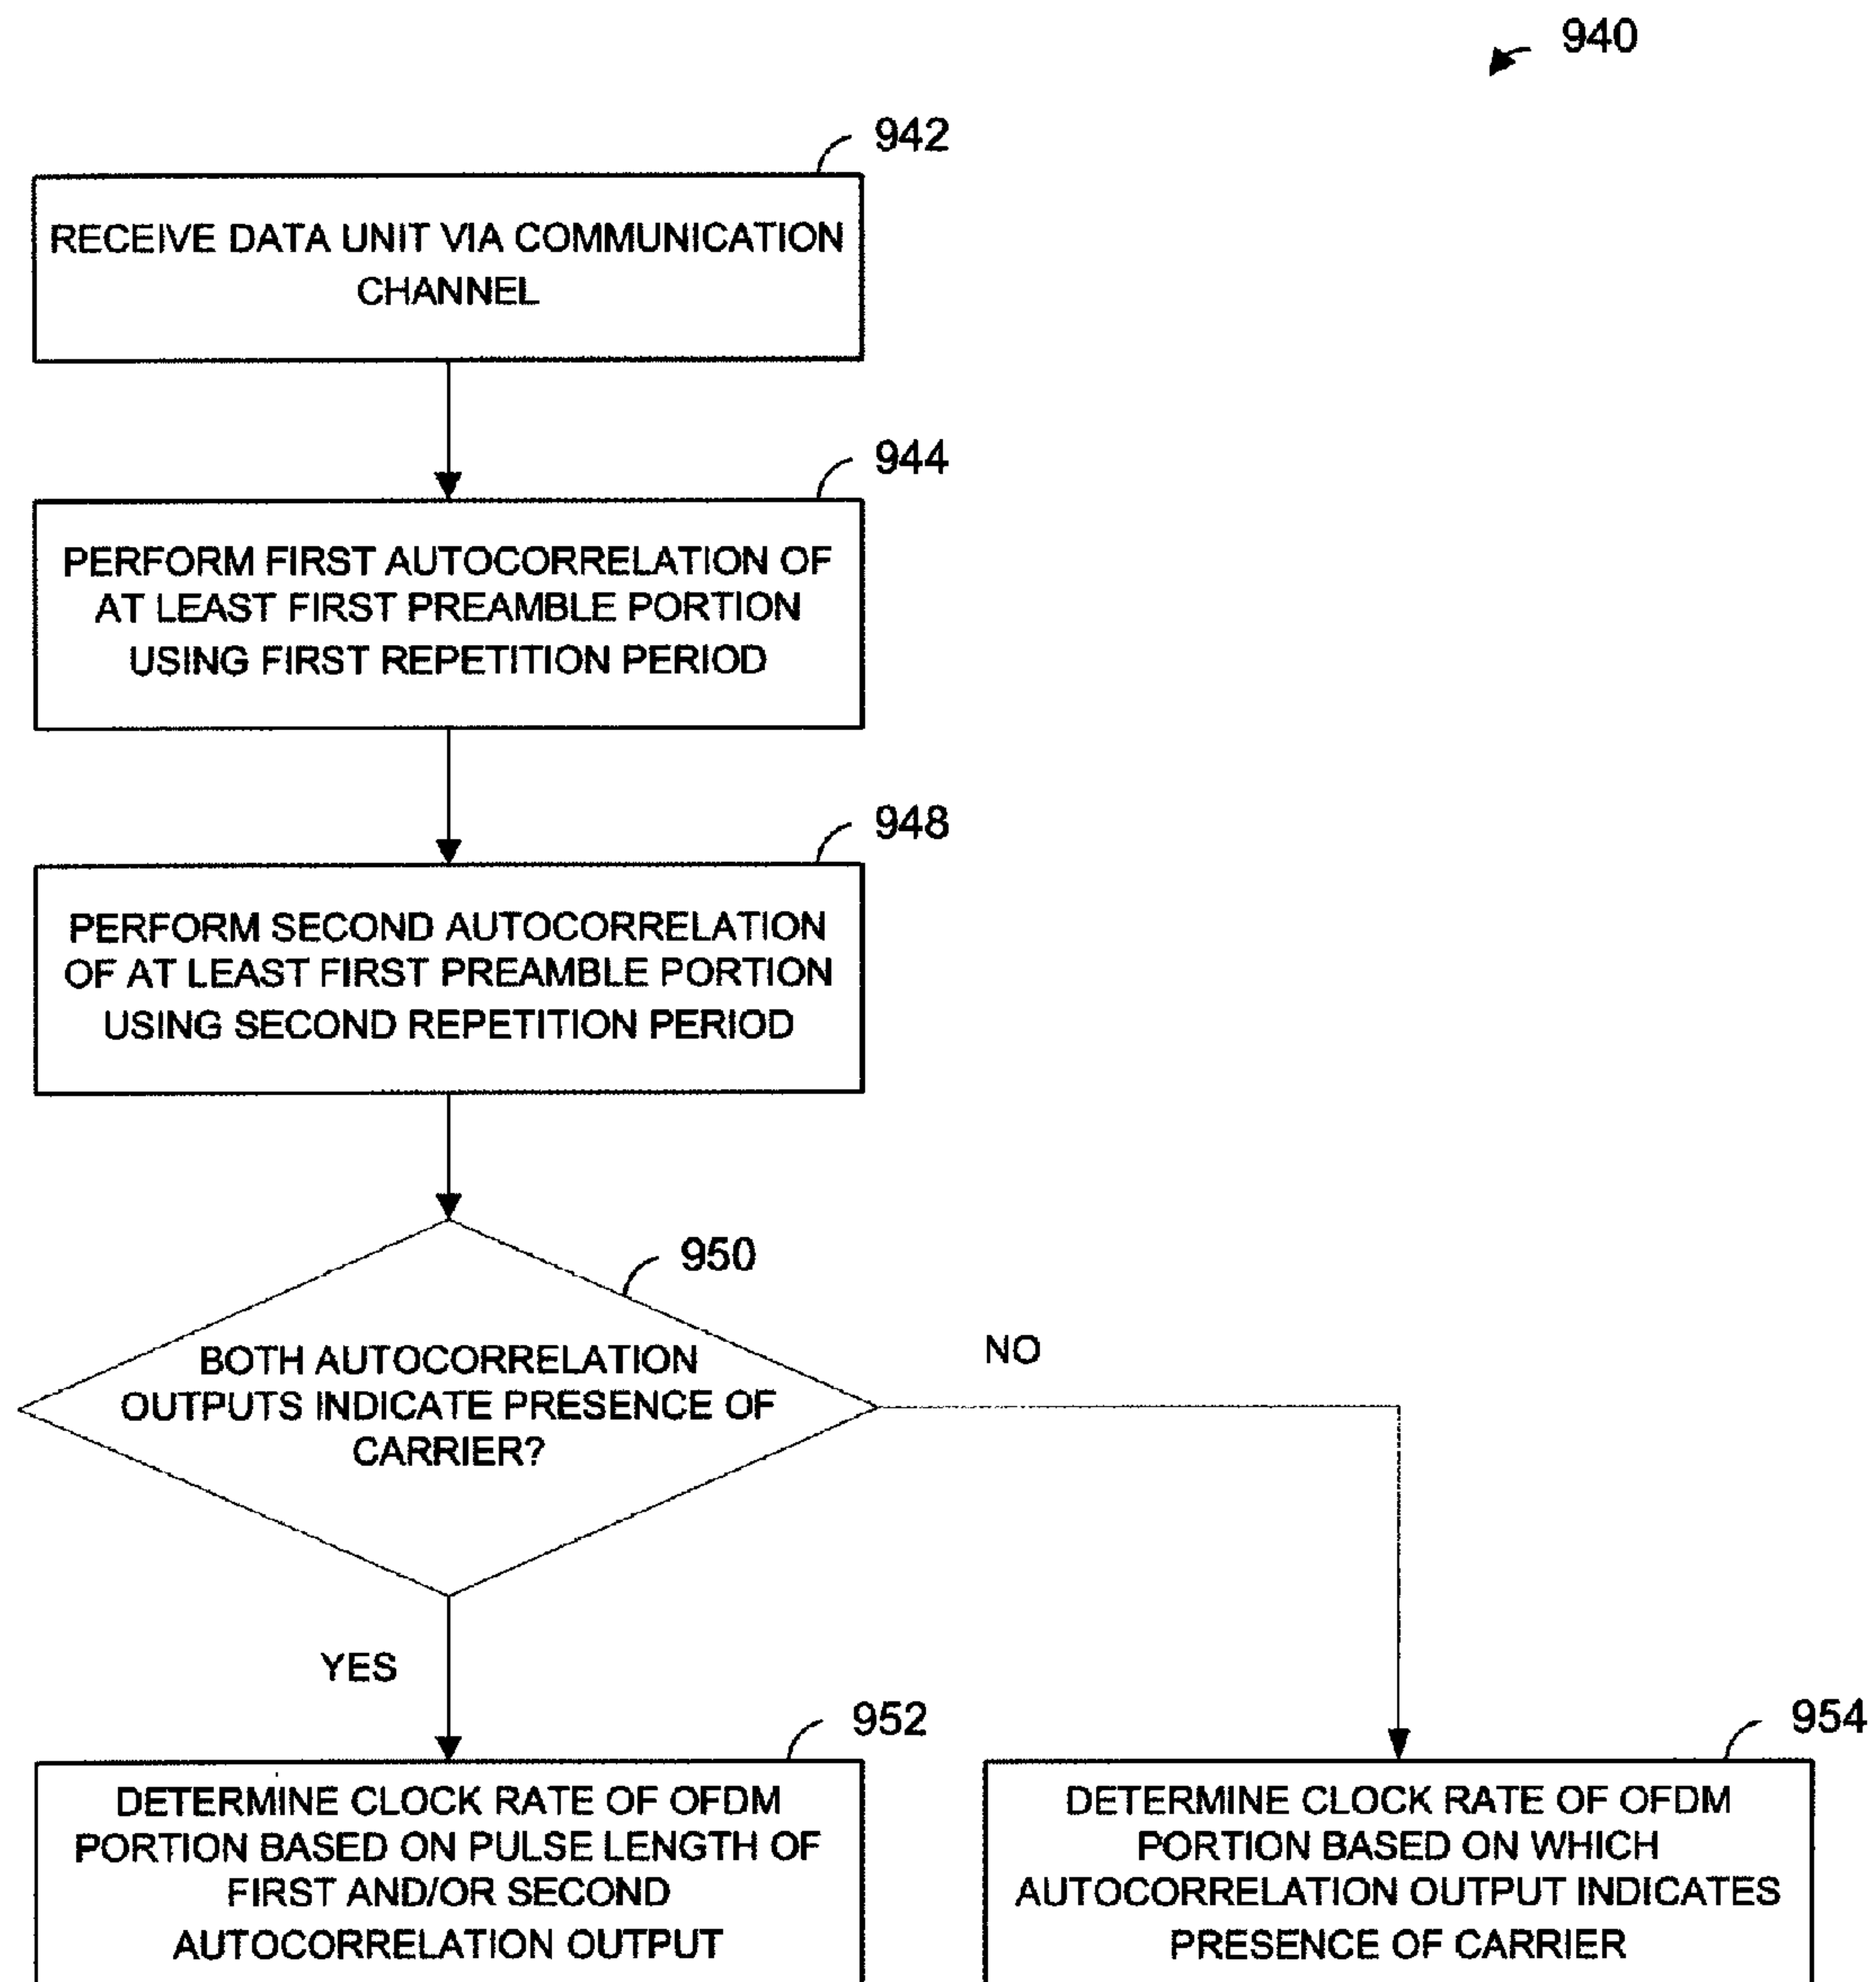 940
942
RECEIVE DATA UNIT VIA COMMUNICATION
CHANNEL
944
PERFORM FIRST AUTOCORRELATION OF
AT LEAST FIRST PREAMBLE PORTION
USING FIRST REPETITION PERIOD
948
PERFORM SECOND AUTOCORRELATION
OF AT LEAST FIRST PREAMBLE PORTION
USING SECOND REPETITION PERIOD
950
BOTH AUTOCORRELATION
OUTPUTS INDICATE PRESENCE OF
CARRIER?
NO
YES
952
DETERMINE CLOCK RATE OF OFDM
PORTION BASED ON PULSE LENGTH OF
FIRST AND/OR SECOND
AUTOCORRELATION OUTPUT
954
DETERMINE CLOCK RATE OF OFDM
PORTION BASED ON WHICH
AUTOCORRELATION OUTPUT INDICATES
PRESENCE OF CARRIER